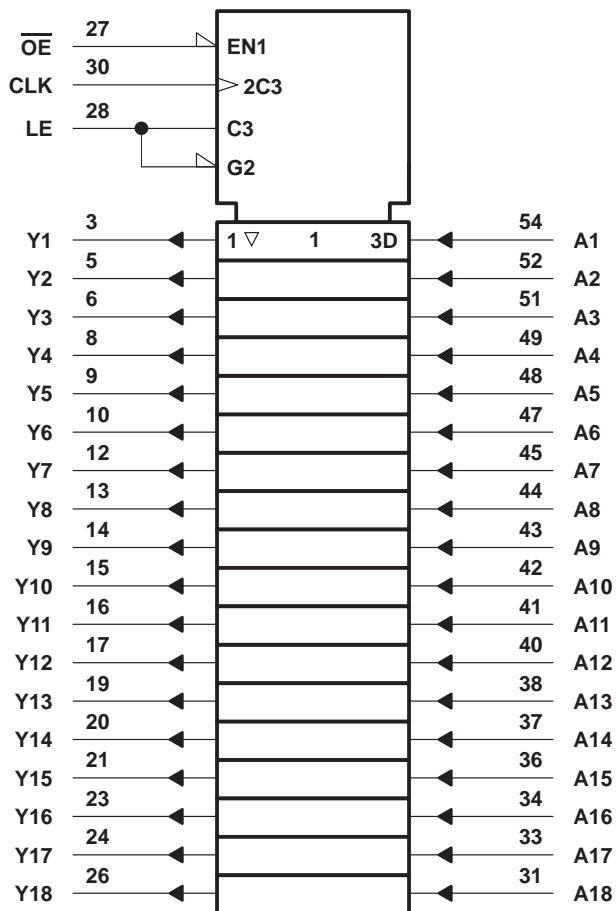 27
OE EN1
30
CLK 2C3
28
LE C3
G2
3 54
Y1 1 ▽ 1 3D A1
5 52
Y2 A2
6 51
Y3 A3
8 49
Y4 A4
9 48
Y5 A5
10 47
Y6 A6
12 45
Y7 A7
13 44
Y8 A8
14 43
Y9 A9
15 42
Y10 A10
16 41
Y11 A11
17 40
Y12 A12
19 38
Y13 A13
20 37
Y14 A14
21 36
Y15 A15
23 34
Y16 A16
24 33
Y17 A17
26 31
Y18 A18